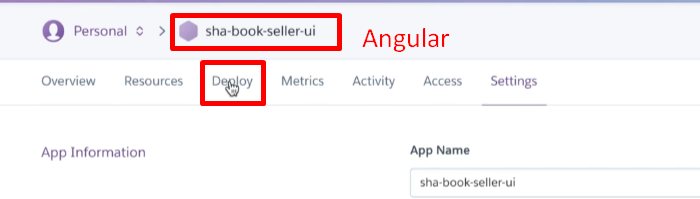 Personal > sha-book-seller-ui Angular
Overview Resources Deploy Metrics Activity Access Settings
App Information App Name
sha-book-seller-ui